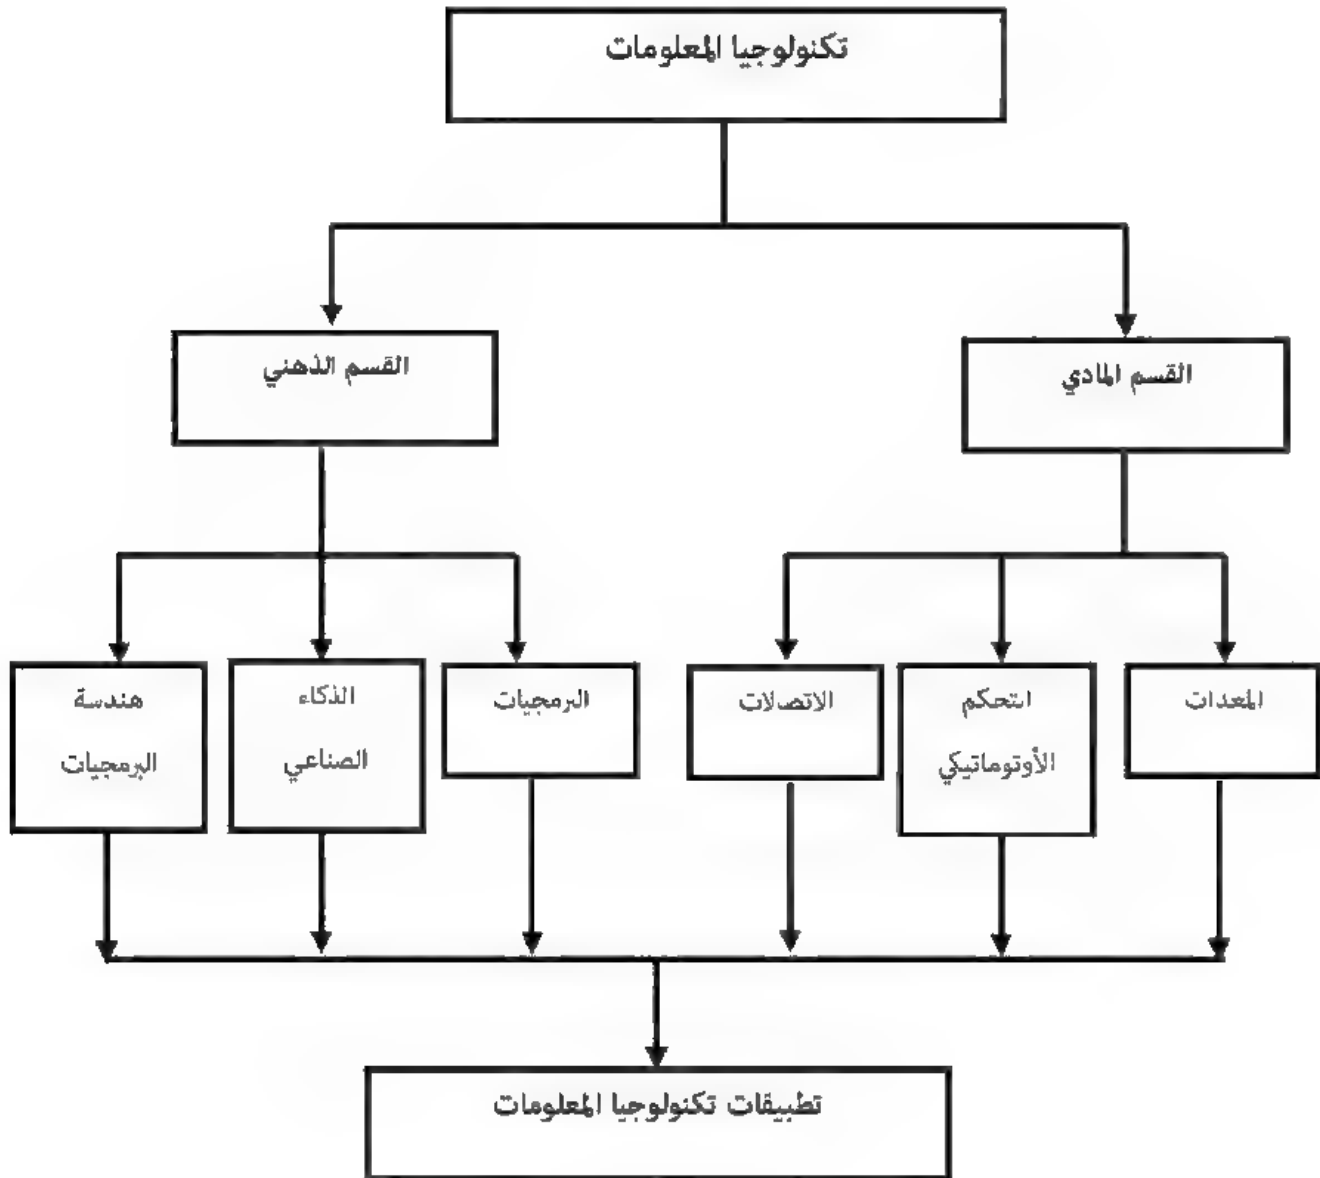 تكنولوجيا المعلومات
القسم المادي
القسم الذهني
المعدات
التحكم
الأوتوماتيكي
الاتصالات
البرمجيات
الذكاء
الصناعي
هندسة
البرمجيات
تطبيقات تكنولوجيا المعلومات